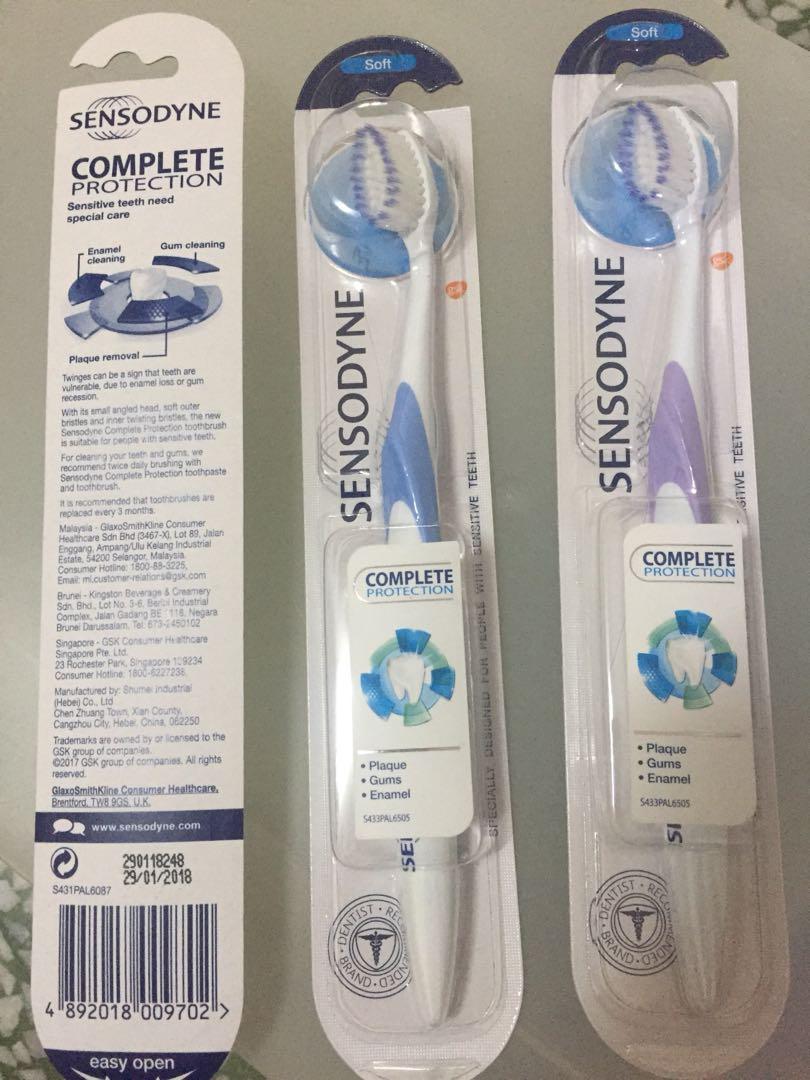 SENSODYNE
COMPLETE
PROTECTION
Sensitive teeth need
special care
Enamel
cleaning
Gum cleaning
Plaque removal
Twinges can be a sign that teeth are
vulnerable, due to enamel loss or gum
recession.
With its small angled head, soft outer
bristles and inner twisting bristles, the new
Sensodyne Complete Protection toothbrush
is suitable for people with sensitive teeth.
For cleaning your teeth and gums, we
recommend twice daily brushing with
Sensodyne Complete Protection toothpaste
and toothbrush.
It is recommended that toothbrushes are
replaced every 3 months.
Malaysia - GlaxoSmithKline Consumer
Healthcare Sdn Bhd (3467-X), Lot 89, Jalan
Enggang, Ampang/Ulu Kelang Industrial
Estate, 54200 Selangor, Malaysia.
Consumer Hotline: 1800-88-3225,
Email: mi.customer-relations@gsk.com
Brunei - Kingston Beverage & Creamery
Sdn. Bhd., Lot No. 3-6, Industrial
Complex, Jalan Gadang BE 1118, Negara
Brunei Darussalam, Tel: 673-2450102
Singapore - GSK Consumer Healthcare
Singapore Pte. Ltd.
23 Rochester Park, Singapore 139234
Consumer Hotline: 1800-6227238,
Manufactured by: Shumei Industrial
(Hebei) Co., Ltd
Chen Zhuang Town, Xian County,
Cangzhou City, Hebei, China, 062250
Trademarks are owned by or licensed to the
GSK group of companies.
©2017 GSK group of companies. All rights
reserved.
GlaxoSmithKline Consumer Healthcare,
Brentford, TW8 9GS, U.K.
www.sensodyne.com
290118248
29/01/2018
S431PAL6087
4 892018 009702 >
easy open
Soft
gsk
SENSODYNE
SPECIALLY DESIGNED FOR PEOPLE WITH SENSITIVE TEETH
COMPLETE
PROTECTION
• Plaque
• Gums
• Enamel
S433PAL6505
DENTIST • RECOMMENDED • BRAND •
Soft
gsk
SENSODYNE
SITIVE TEETH
COMPLETE
PROTECTION
• Plaque
• Gums
• Enamel
S433PAL6505
DENTIST • RECOMMENDED • BRAND •